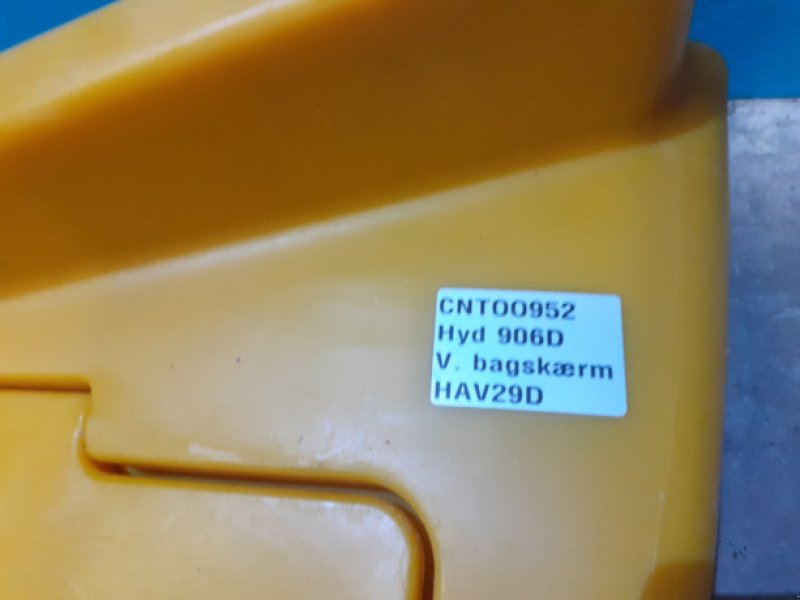 CNT00952
Hyd 906D
V. bagskærm
HAV29D